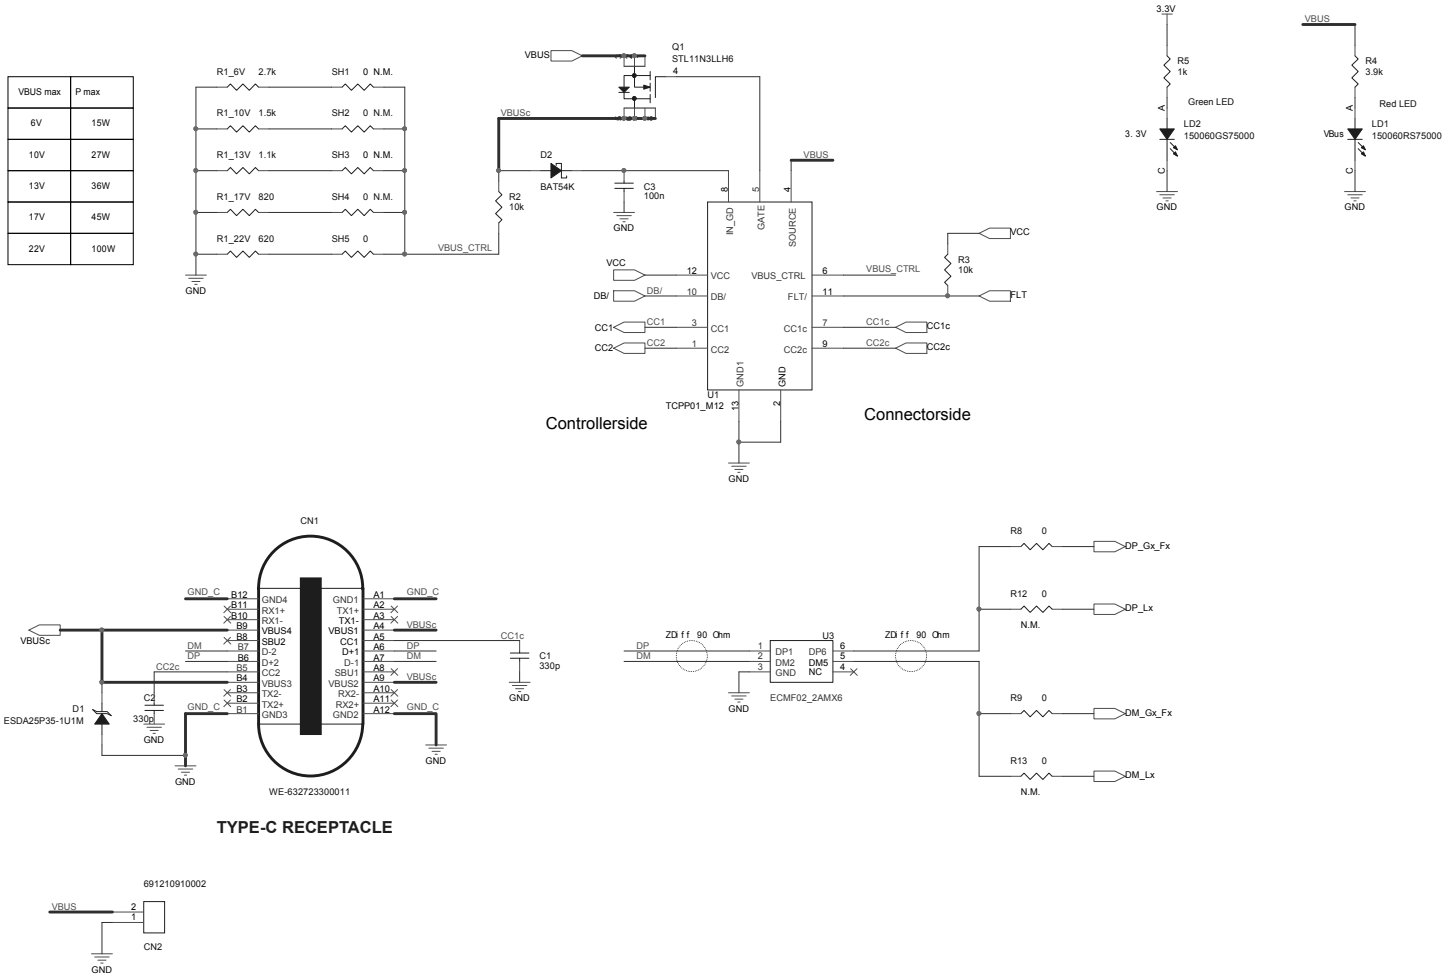 VBUS max P max
6V 15W
10V 27W
13V 36W
17V 45W
22V 100W
R1_6V 2.7k SH1 0 N.M.
R1_10V 1.5k SH2 0 N.M.
R1_13V 1.1k SH3 0 N.M.
R1_17V 820 SH4 0 N.M.
R1_22V 620 SH5 0
VBUS_CTRL
GND
VBUS
Q1
STL11N3LLH6
4
VBUSc
D2
BAT54K
R2
10k
C3
100n
GND
VBUS
8 5 4
IN_GD GATE SOURCE
VCC 12 VCC
DB/ DB/ 10 DB/
CC1 CC1 3 CC1
CC2 CC2 1 CC2
VBUS_CTRL 6 VBUS_CTRL
FLT/ 11 FLT
CC1c 7 CC1c CC1c
CC2c 9 CC2c CC2c
VCC
R3
10k
GND1 GND
U1
TCPP01_M12
13 2
GND
Controllerside
Connectorside
3.3V
R5
1k
A
Green LED
3. 3V
LD2
150060GS75000
C
GND
VBUS
R4
3.9k
A
Red LED
VBus
LD1
150060RS75000
C
GND
CN1
GND_C B12 GND4 GND1 A1 GND_C
B11 RX1+ TX1+ A2
B10 RX1- TX1- A3
B9 VBUS4 VBUS1 A4 VBUSc
B8 SBU2 CC1 A5 CC1c
DM B7 D-2 D+1 A6 DP
DP B6 D+2 D-1 A7 DM
CC2c B5 CC2 SBU1 A8
B4 VBUS3 VBUS2 A9 VBUSc
B3 TX2- RX2- A10
B2 TX2+ RX2+ A11
GND_C B1 GND3 GND2 A12 GND_C
VBUSc
D1
ESDA25P35-1U1M
C2
330p
GND
GND
GND
C1
330p
GND
WE-632723300011
TYPE-C RECEPTACLE
DP
DM
ZDi f f 90 Ohm
U3
1 DP1 DP6 6
2 DM2 DM5 5
3 GND NC 4
ECMF02_2AMX6
GND
ZDi f f 90 Ohm
R8 0
DP_Gx_Fx
R12 0
DP_Lx
N.M.
R9 0
DM_Gx_Fx
R13 0
DM_Lx
N.M.
691210910002
VBUS 2
1
CN2
GND